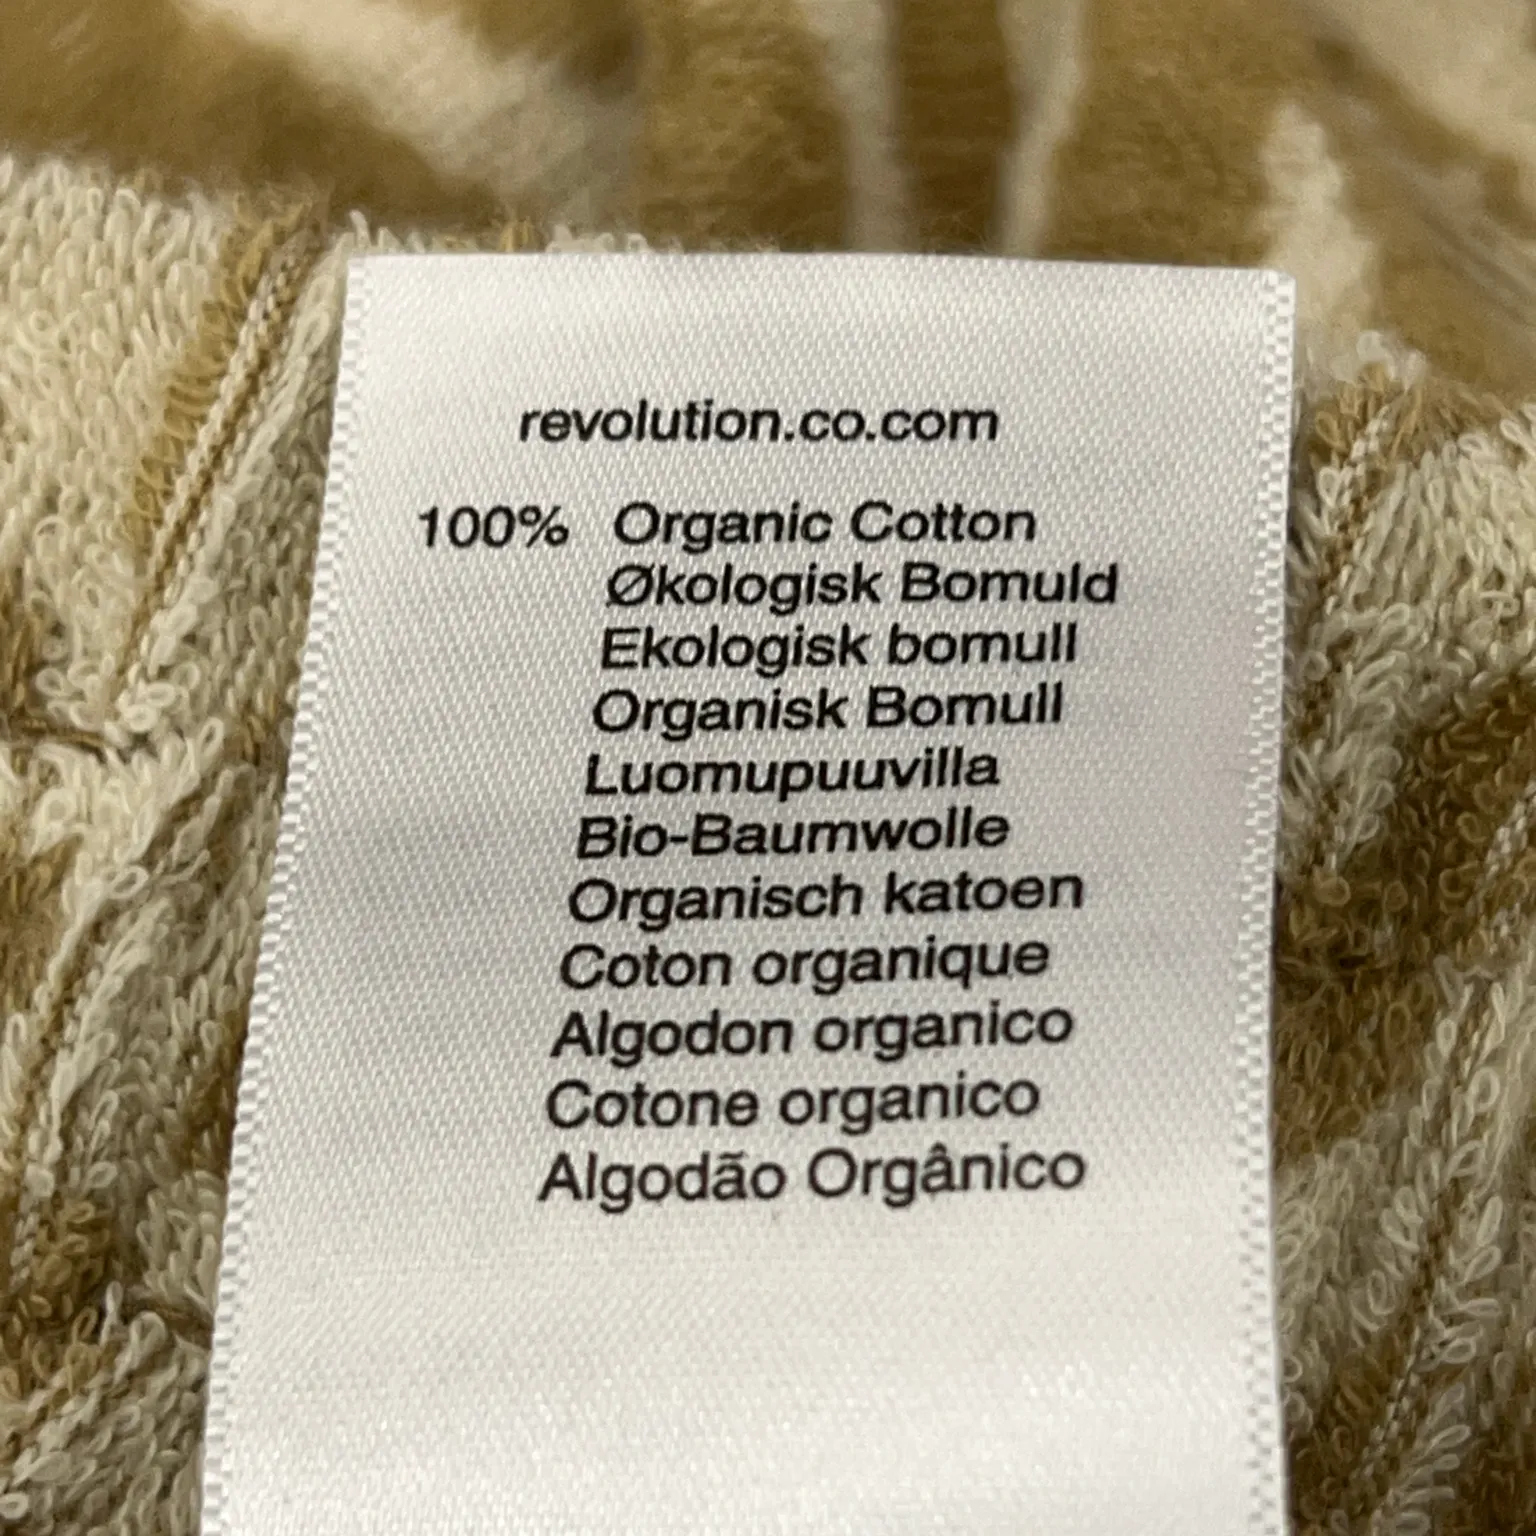 revolution.co.com
100% Organic Cotton
Økologisk Bomuld
Ekologisk bomull
Organisk Bomull
Luomupuuvilla
Bio-Baumwolle
Organisch katoen
Coton organique
Algodon organico
Cotone organico
Algodão Orgânico